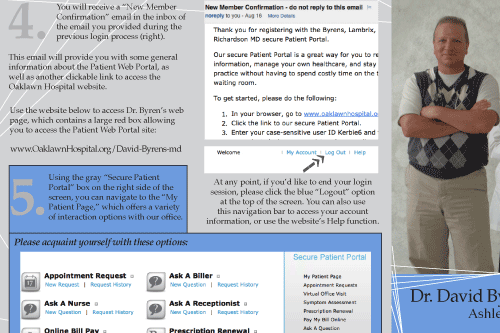 4.
You will receive a “New Member
Confirmation” email in the inbox of
the email you provided during the
previous login process (right).
This email will provide you with some general
information about the Patient Web Portal, as
well as another clickable link to access the
Oaklawn Hospital website.
Use the website below to access Dr. Byren's web
page, which contains a large red box allowing
you to access the Patient Web Portal site:
www.OaklawnHospital.org/David-Byrens-md
New Member Confirmation - do not reply to this email
noreply to you - Aug 16 More Details
Thank you for registering with the Byrens, Lambrix,
Richardson MD secure Patient Portal.
Our secure Patient Portal is a great way for you to
information, manage your own healthcare, and stay
practice without having to spend costly time on the
waiting room.
To get started, please do the following:
1. In your browser, go to www.oaklawnhospital.o
2. Click the link to our secure Patient Portal.
3. Enter your case-sensitive user ID Kerbie6 and
Welcome | My Account | Log Out | Help
At any point, if you'd like to end your login
session, please click the blue “Logout” option
at the top of the screen. You can also use
this navigation bar to access your account
information, or use the website's Help function.
5.
Using the gray “Secure Patient
Portal” box on the right side of the
screen, you can navigate to the “My
Patient Page,” which offers a variety
of interaction options with our office.
Please acquaint yourself with these options:
Appointment Request
New Request | Request History
Ask A Biller
New Question | Request History
Ask A Nurse
New Question | Request History
Ask A Receptionist
New Question | Request History
Online Bill Pay
Prescription Renewal
Secure Patient Portal
My Patient Page
Appointment Requests
Virtual Office Visit
Symptom Assessment
Prescription Renewal
Pay My Bill Online
Ask A Question
Dr. David By
Ashl